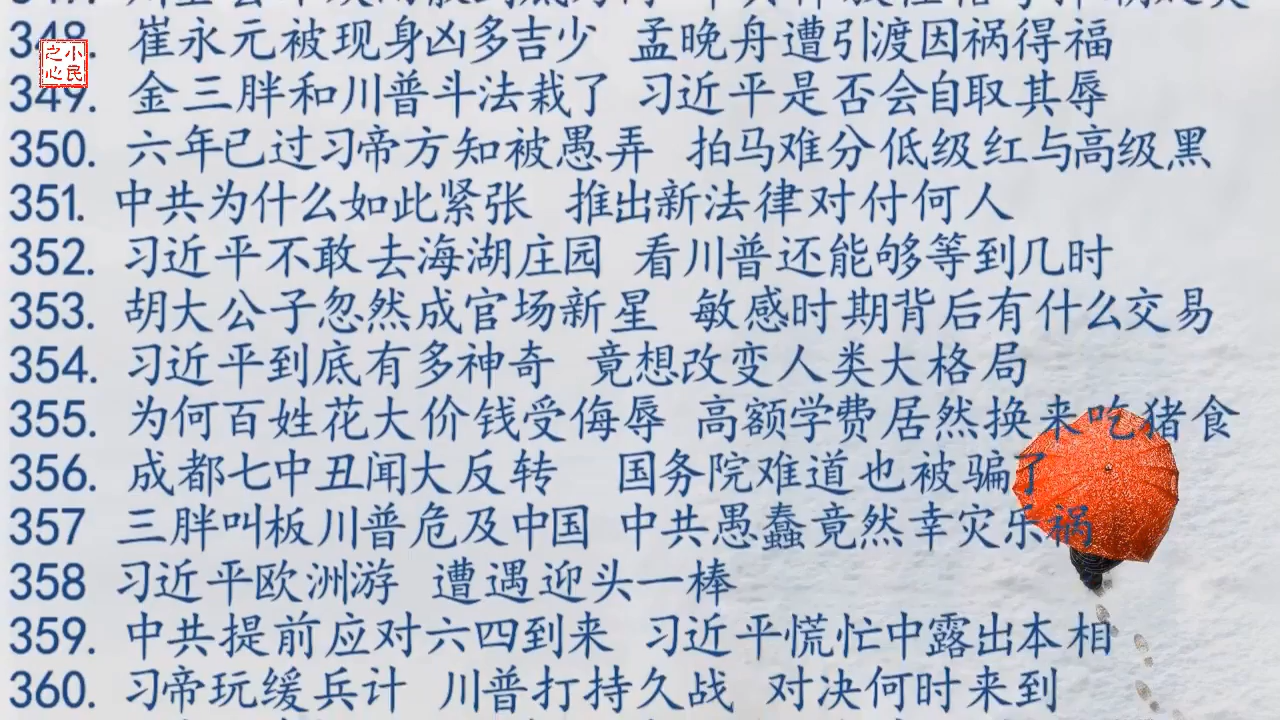 348. 崔永元被现身凶多吉少 孟晚舟遭引渡因祸得福
小民之心
349. 金三胖和川普斗法栽了 习近平是否会自取其辱
350. 六年已过习帝方知被愚弄 拍马难分低级红与高级黑
351. 中共为什么如此紧张 推出新法律对付何人
352. 习近平不敢去海湖庄园 看川普还能够等到几时
353. 胡大公子忽然成官场新星 敏感时期背后有什么交易
354. 习近平到底有多神奇 竟想改变人类大格局
355. 为何百姓花大价钱受侮辱 高额学费居然换来吃猪食
356. 成都七中丑闻大反转 国务院难道也被骗了
357 三胖叫板川普危及中国 中共愚蠢竟然幸灾乐祸
358 习近平欧洲游 遭遇迎头一棒
359. 中共提前应对六四到来 习近平慌忙中露出本相
360. 习帝玩缓兵计 川普打持久战 对决何时来到